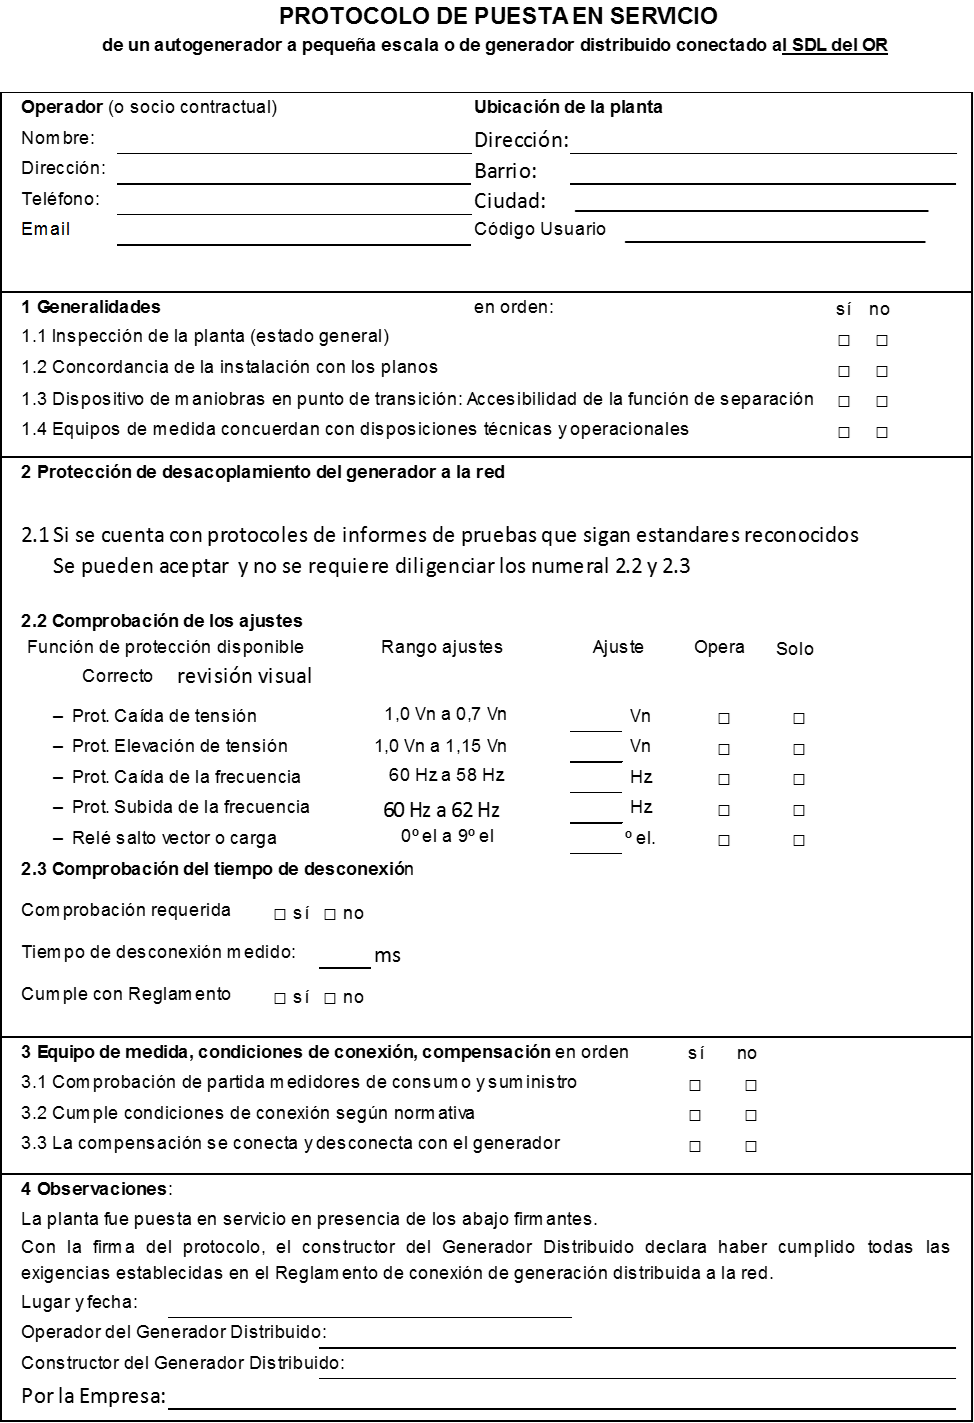 PROTOCOLO DE PUESTA EN SERVICIO
de un autogenerador a pequeña escala o de generador distribuido conectado al SDL del OR
Operador (o socio contractual) Ubicación de la planta
Nombre: Dirección:
Dirección: Barrio:
Teléfono: Ciudad:
Email Código Usuario
1 Generalidades en orden: sí no
1.1 Inspección de la planta (estado general) □ □
1.2 Concordancia de la instalación con los planos □ □
1.3 Dispositivo de maniobras en punto de transición: Accesibilidad de la función de separación □ □
1.4 Equipos de medida concuerdan con disposiciones técnicas y operacionales □ □
2 Protección de desacoplamiento del generador a la red
2.1 Si se cuenta con protocoles de informes de pruebas que sigan estandares reconocidos
Se pueden aceptar y no se requiere diligenciar los numeral 2.2 y 2.3
2.2 Comprobación de los ajustes
Función de protección disponible Rango ajustes Ajuste Opera Solo
Correcto revisión visual
– Prot. Caída de tensión 1,0 Vn a 0,7 Vn Vn □ □
– Prot. Elevación de tensión 1,0 Vn a 1,15 Vn Vn □ □
– Prot. Caída de la frecuencia 60 Hz a 58 Hz Hz □ □
– Prot. Subida de la frecuencia 60 Hz a 62 Hz Hz □ □
– Relé salto vector o carga 0º el a 9º el º el. □ □
2.3 Comprobación del tiempo de desconexión
Comprobación requerida □ sí □ no
Tiempo de desconexión medido: ms
Cumple con Reglamento □ sí □ no
3 Equipo de medida, condiciones de conexión, compensación en orden sí no
3.1 Comprobación de partida medidores de consumo y suministro □ □
3.2 Cumple condiciones de conexión según normativa □ □
3.3 La compensación se conecta y desconecta con el generador □ □
4 Observaciones:
La planta fue puesta en servicio en presencia de los abajo firmantes.
Con la firma del protocolo, el constructor del Generador Distribuido declara haber cumplido todas las
exigencias establecidas en el Reglamento de conexión de generación distribuida a la red.
Lugar y fecha:
Operador del Generador Distribuido:
Constructor del Generador Distribuido:
Por la Empresa: